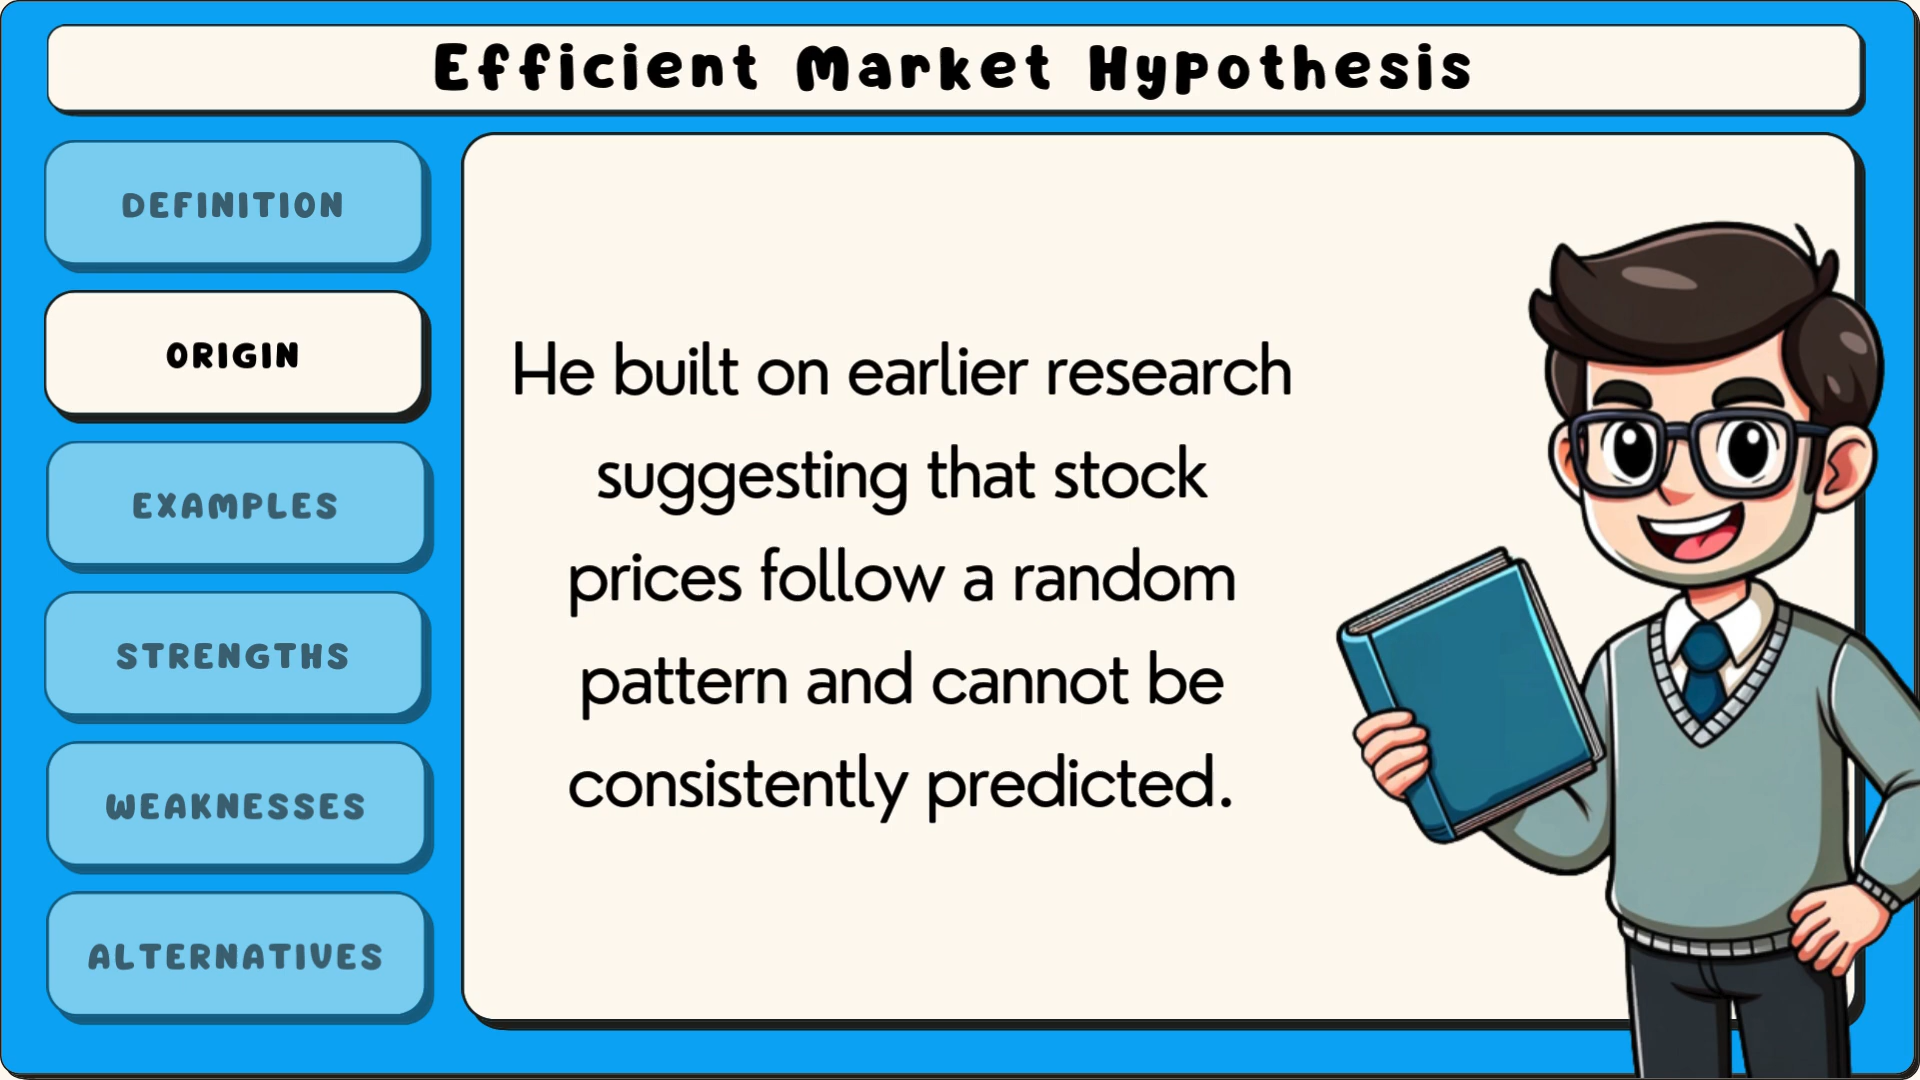 Efficient Market Hypothesis
DEFINITION
ORIGIN
EXAMPLES
STRENGTHS
WEAKNESSES
ALTERNATIVES
He built on earlier research
suggesting that stock
prices follow a random
pattern and cannot be
consistently predicted.